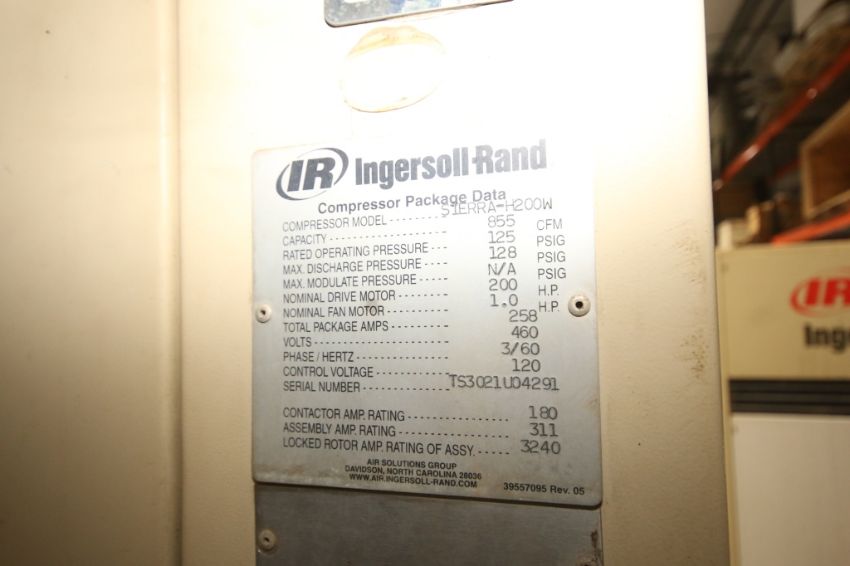 IR Ingersoll-Rand
Compressor Package Data
COMPRESSOR MODEL - - - - - - - - SIERRA-H200W
CAPACITY - - - - - - - - - - - - - - - - - 855 CFM
RATED OPERATING PRESSURE - - - - 125 PSIG
MAX. DISCHARGE PRESSURE - - - - - 128 PSIG
MAX. MODULATE PRESSURE - - - - - N/A PSIG
NOMINAL DRIVE MOTOR - - - - - - - 200 H.P.
NOMINAL FAN MOTOR - - - - - - - - 1.0 H.P.
TOTAL PACKAGE AMPS - - - - - - - - 258
VOLTS - - - - - - - - - - - - - - - - - - - 460
PHASE / HERTZ - - - - - - - - - - - - - 3/60
CONTROL VOLTAGE - - - - - - - - - - 120
SERIAL NUMBER - - - - - - - - - TS3021U04291
CONTACTOR AMP. RATING - - - - - - - - - - 180
ASSEMBLY AMP. RATING - - - - - - - - - - - 311
LOCKED ROTOR AMP. RATING OF ASSY. - - - - 3240
AIR SOLUTIONS GROUP
DAVIDSON, NORTH CAROLINA 28036
WWW.AIR.INGERSOLL-RAND.COM
39557095 Rev. 05
IR
Inge